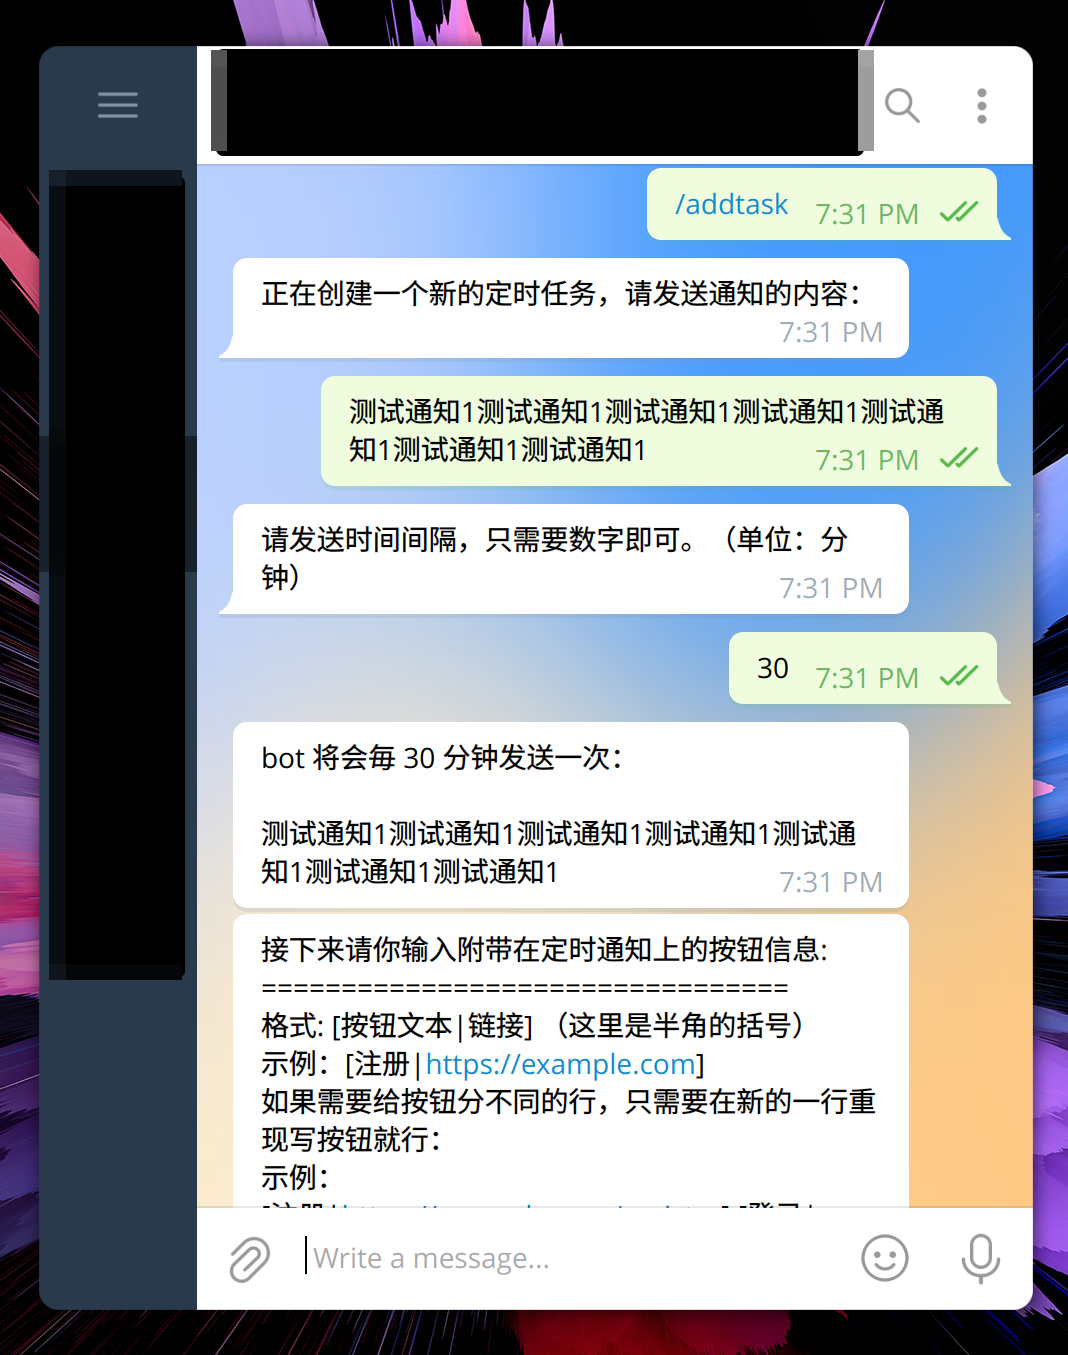 /addtask 7:31 PM
正在创建一个新的定时任务，请发送通知的内容：
7:31 PM
测试通知1测试通知1测试通知1测试通知1测试通
知1测试通知1测试通知1 7:31 PM
请发送时间间隔，只需要数字即可。（单位：分
钟） 7:31 PM
30 7:31 PM
bot 将会每 30 分钟发送一次：
测试通知1测试通知1测试通知1测试通知1测试通
知1测试通知1测试通知1 7:31 PM
接下来请你输入附带在定时通知上的按钮信息:
=================================
格式: [按钮文本|链接] （这里是半角的括号）
示例：[注册|https://example.com]
如果需要给按钮分不同的行，只需要在新的一行重
现写按钮就行：
示例：
Write a message...